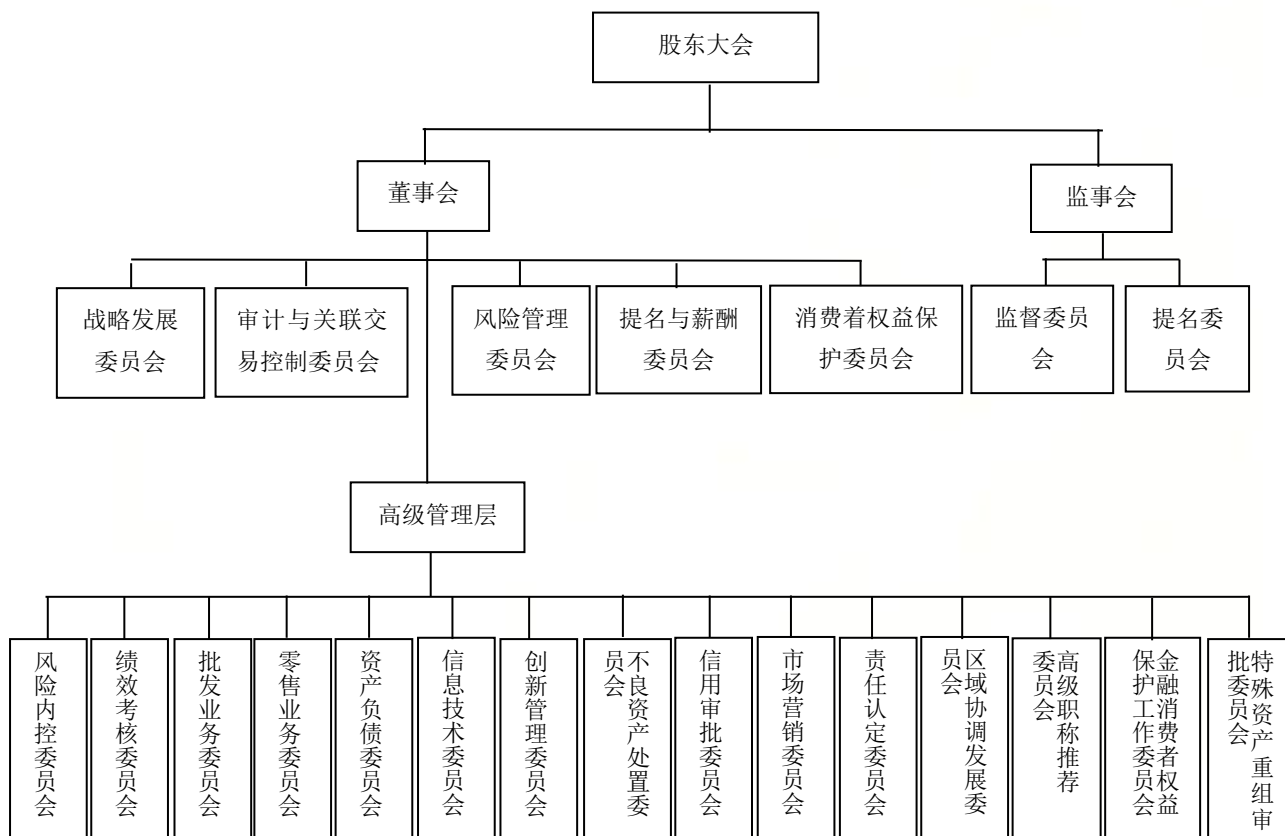 股东大会
董事会
监事会
战略发展
委员会
审计与关联交
易控制委员会
风险管理
委员会
提名与薪酬
委员会
消费着权益保
护委员会
监督委员
会
提名委
员会
高级管理层
风险内控委员会
绩效考核委员会
批发业务委员会
零售业务委员会
资产负债委员会
信息技术委员会
创新管理委员会
不良资产处置委
员会
信用审批委员会
市场营销委员会
责任认定委员会
区域协调发展委
员会
高级职称推荐
委员会
金融消费者权益
保护工作委员会
特殊资产重组审
批委员会